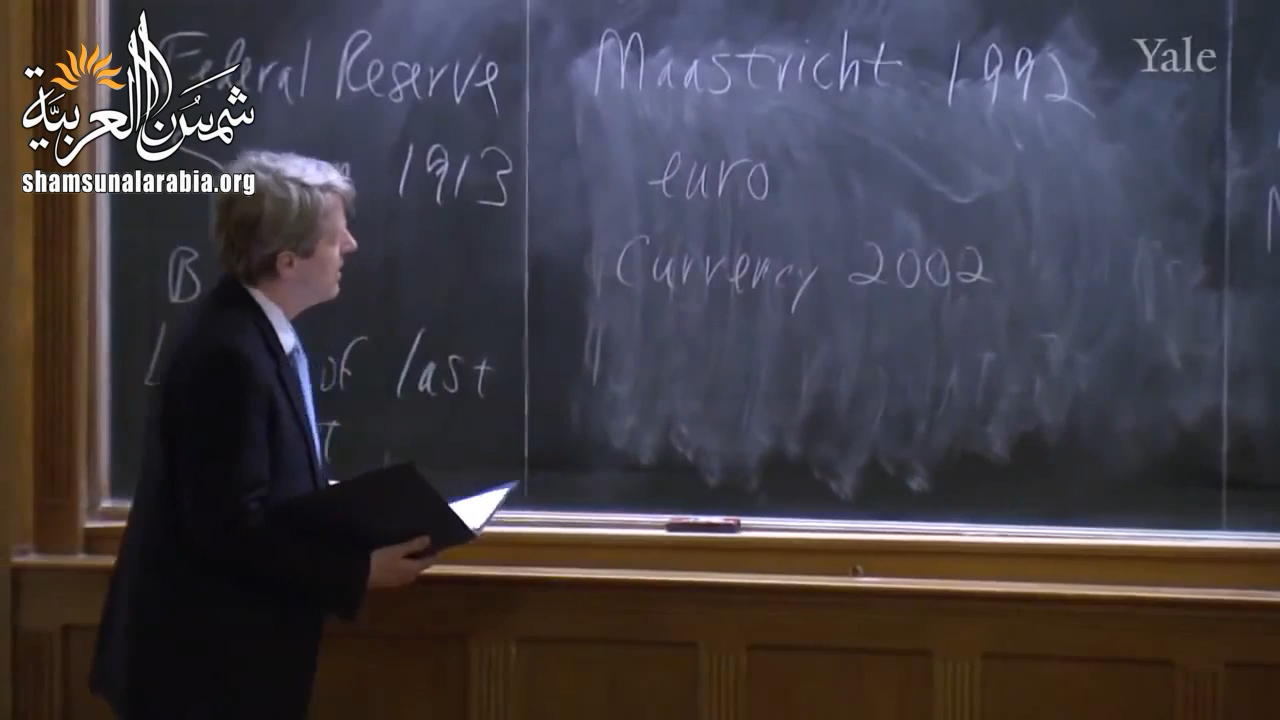 شمس العربية
shamsunalarabia.org
Yale
Federal Reserve
1913
B
L of last
T
Maastricht 1992
euro
Currency 2002